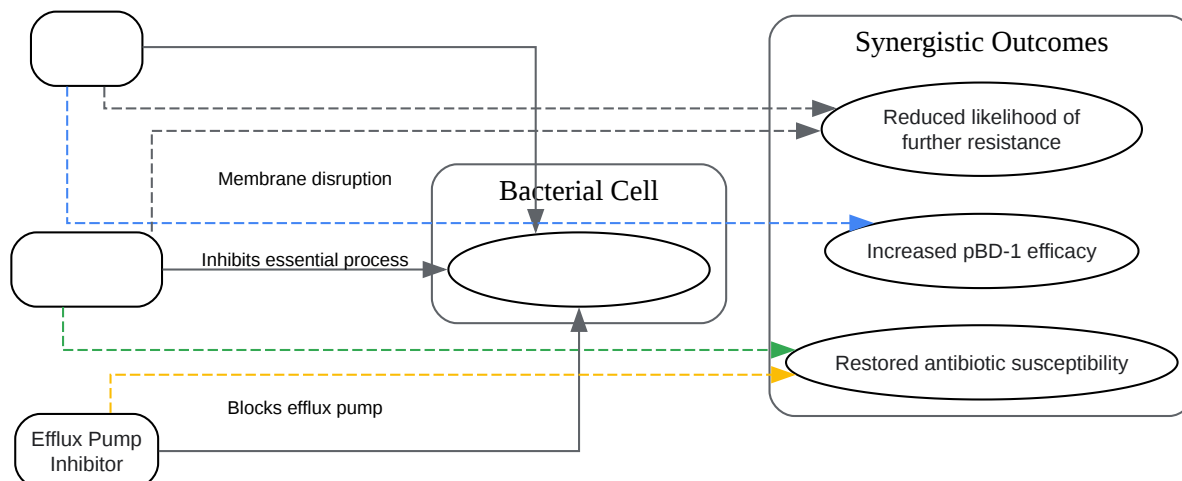 Synergistic Outcomes
Reduced likelihood of
further resistance
Membrane disruption
Bacterial Cell
Increased pBD-1 efficacy
Inhibits essential process
Restored antibiotic susceptibility
Blocks efflux pump
Efflux Pump
Inhibitor